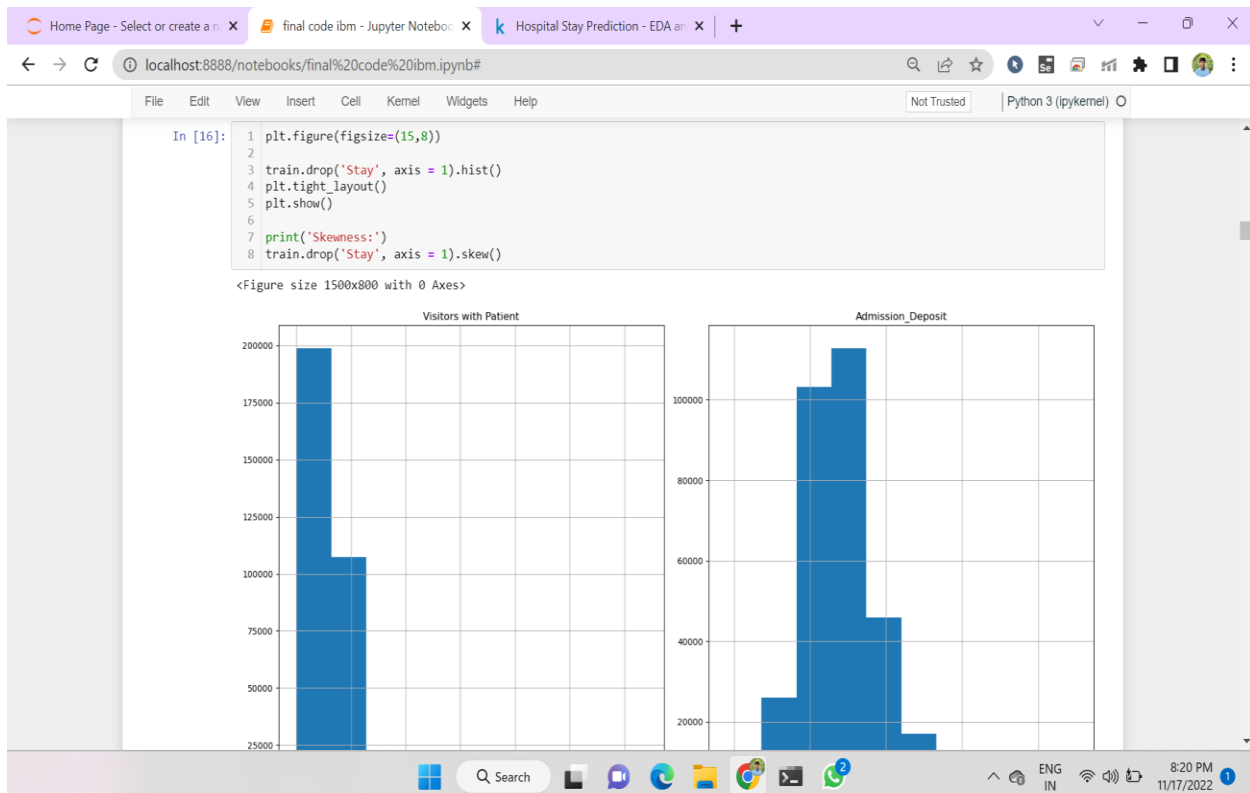 Home Page - Select or create a n
final code ibm - Jupyter Noteboo
k Hospital Stay Prediction - EDA an
localhost:8888/notebooks/final%20code%20ibm.ipynb#
File Edit View Insert Cell Kernel Widgets Help
Not Trusted
Python 3 (ipykernel)
In [16]:
1 plt.figure(figsize=(15,8))
2
3 train.drop('Stay', axis = 1).hist()
4 plt.tight_layout()
5 plt.show()
6
7 print('Skewness:')
8 train.drop('Stay', axis = 1).skew()
<Figure size 1500x800 with 0 Axes>
Visitors with Patient
200000
175000
150000
125000
100000
75000
50000
25000
Admission_Deposit
100000
80000
60000
40000
20000
Search
2
ENG
IN
8:20 PM
11/17/2022
1